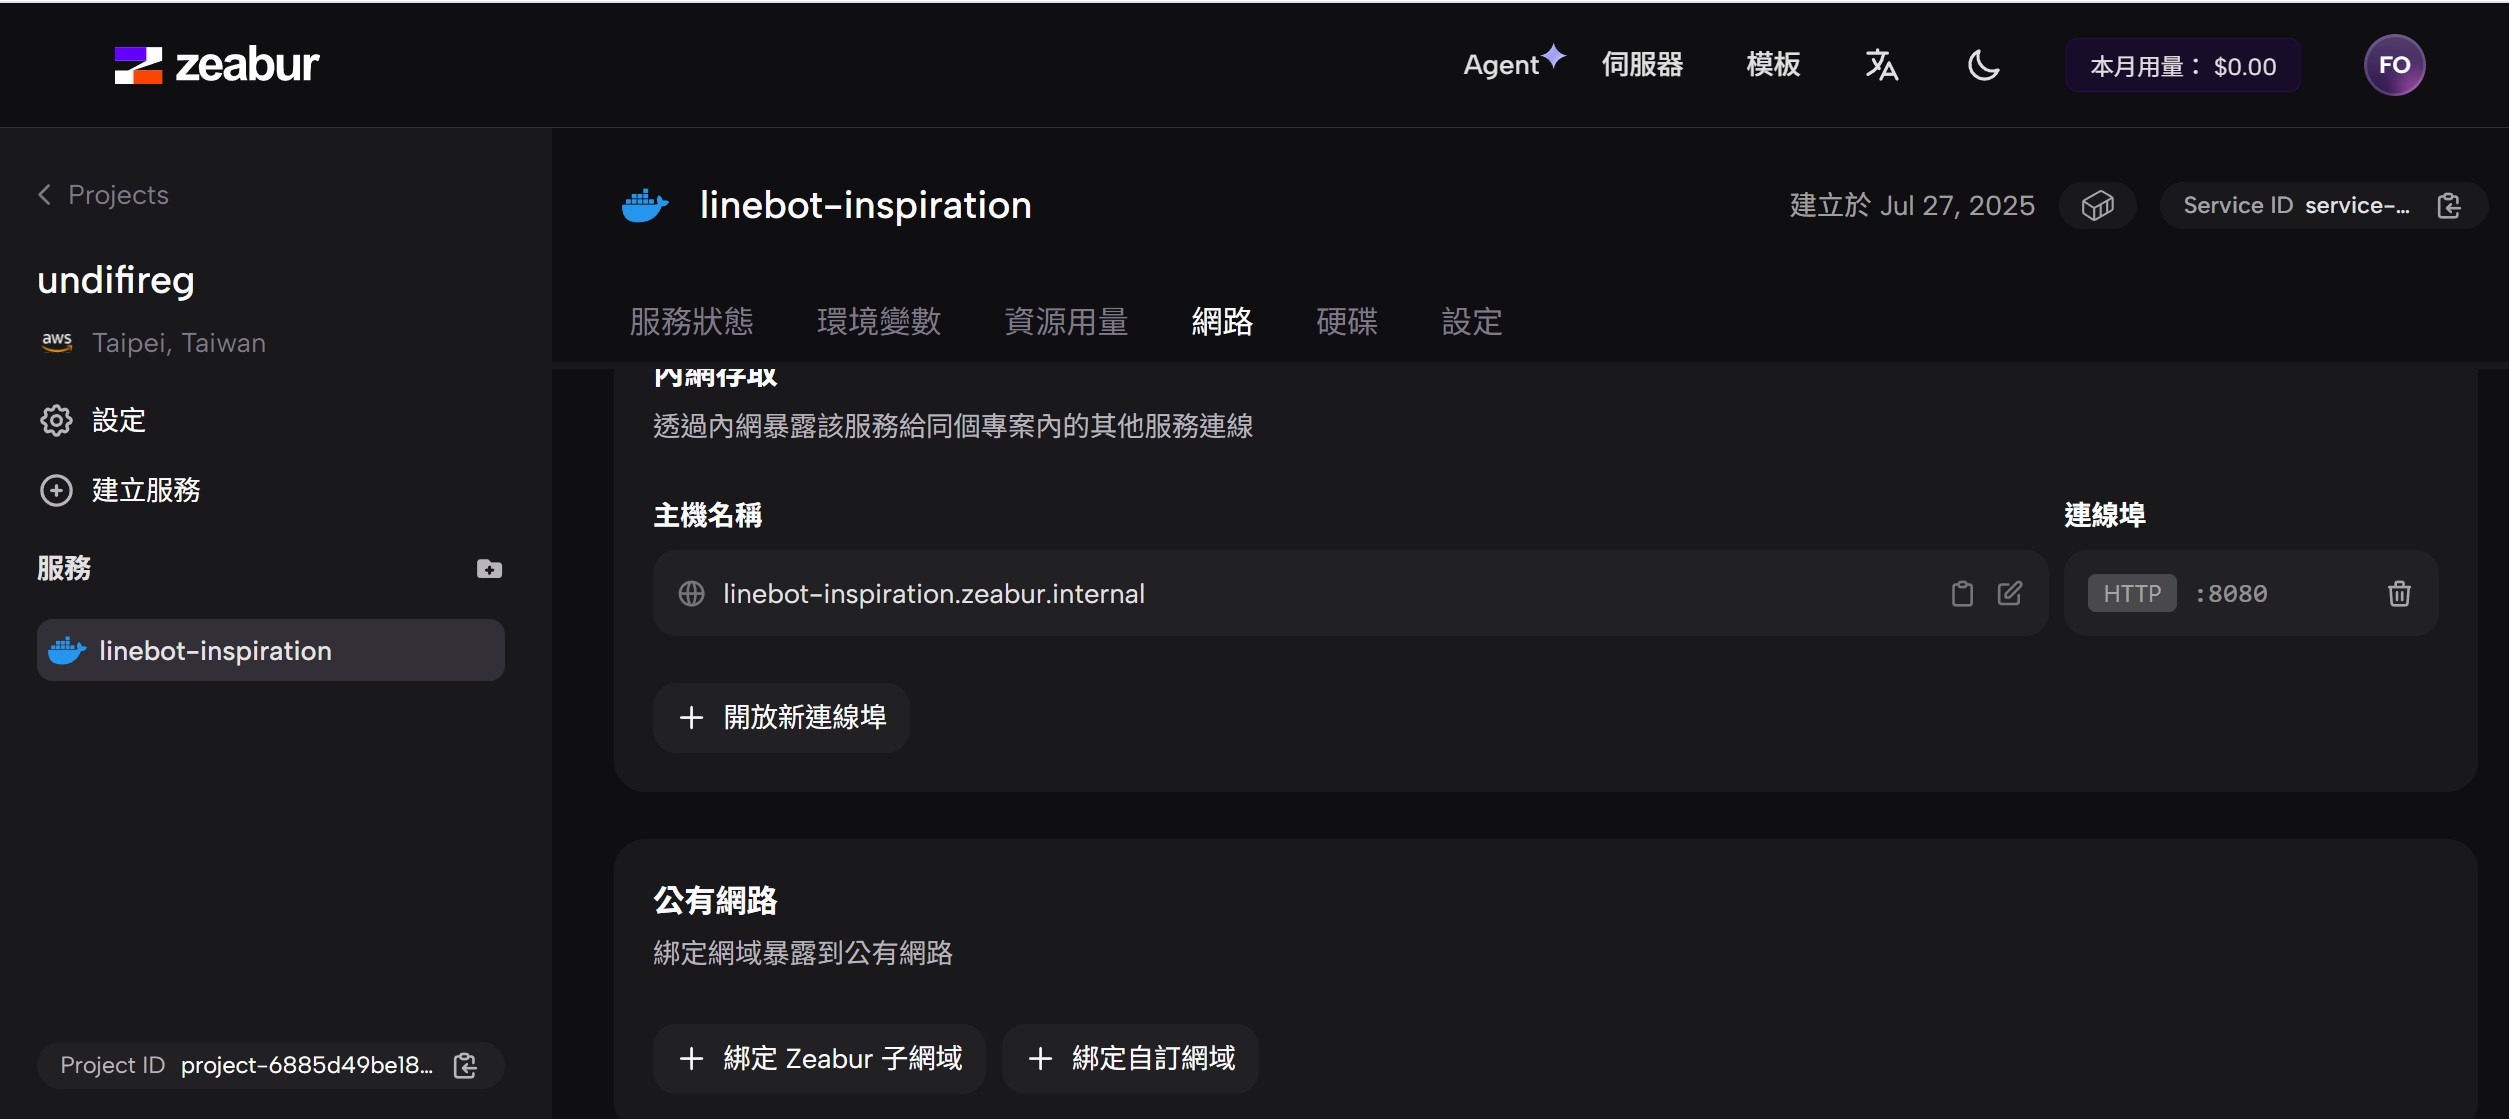 zeabur
Agent
伺服器
模板
本月用量： $0.00
FO
Projects
undifireg
aws Taipei, Taiwan
設定
建立服務
服務
linebot-inspiration
Project ID project-6885d49be18...
linebot-inspiration
建立於 Jul 27, 2025
Service ID service-...
服務狀態 環境變數 資源用量 網路 硬碟 設定
內網存取
透過內網暴露該服務給同個專案內的其他服務連線
主機名稱
連線埠
linebot-inspiration.zeabur.internal
HTTP :8080
開放新連線埠
公有網路
綁定網域暴露到公有網路
綁定 Zeabur 子網域
綁定自訂網域